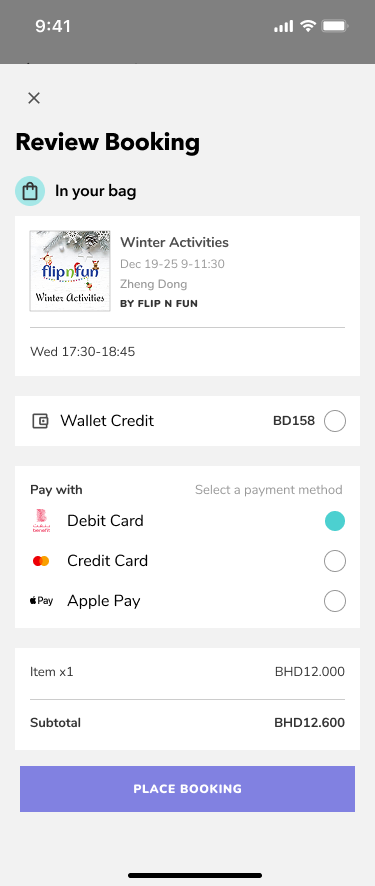 9:41
Review Booking
In your bag
flipnfun
Winter Activities
Winter Activities
Dec 19-25 9-11:30
Zheng Dong
BY FLIP N FUN
Wed 17:30-18:45
Wallet Credit BD158
Pay with Select a payment method
benefit
Debit Card
Credit Card
Pay Apple Pay
Item x1 BHD12.000
Subtotal BHD12.600
PLACE BOOKING